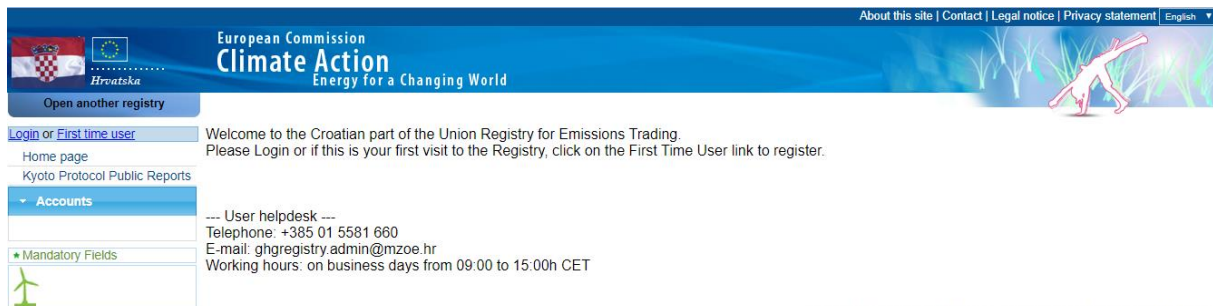 About this site | Contact | Legal notice | Privacy statement English
European Commission
Climate Action
Energy for a Changing World
Hrvatska
Open another registry
Login or First time user
Home page
Kyoto Protocol Public Reports
Accounts
Mandatory Fields
Welcome to the Croatian part of the Union Registry for Emissions Trading.
Please Login or if this is your first visit to the Registry, click on the First Time User link to register.
--- User helpdesk ---
Telephone: +385 01 5581 660
E-mail: ghgregistry.admin@mzoe.hr
Working hours: on business days from 09:00 to 15:00h CET